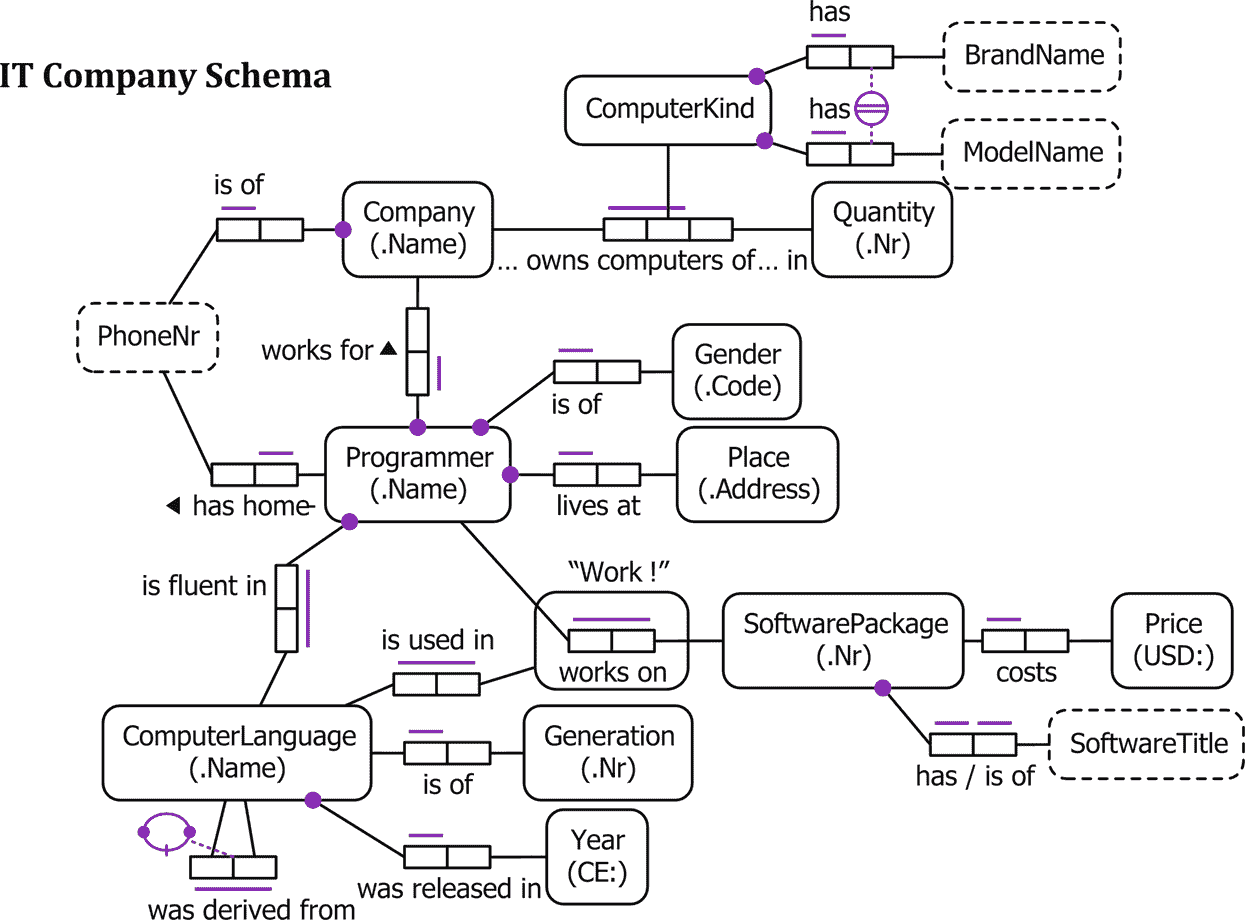 has
BrandName
IT Company Schema
ComputerKind
has
ModelName
is of
Company
(.Name)
Quantity
(.Nr)
... owns computers of... in
PhoneNr
works for
Gender
(.Code)
is of
Programmer
(.Name)
Place
(.Address)
has home-
lives at
"Work !"
is fluent in
SoftwarePackage
(.Nr)
Price
(USD:)
is used in
works on
costs
ComputerLanguage
(.Name)
Generation
(.Nr)
SoftwareTitle
is of
has / is of
Year
(CE:)
was released in
was derived from